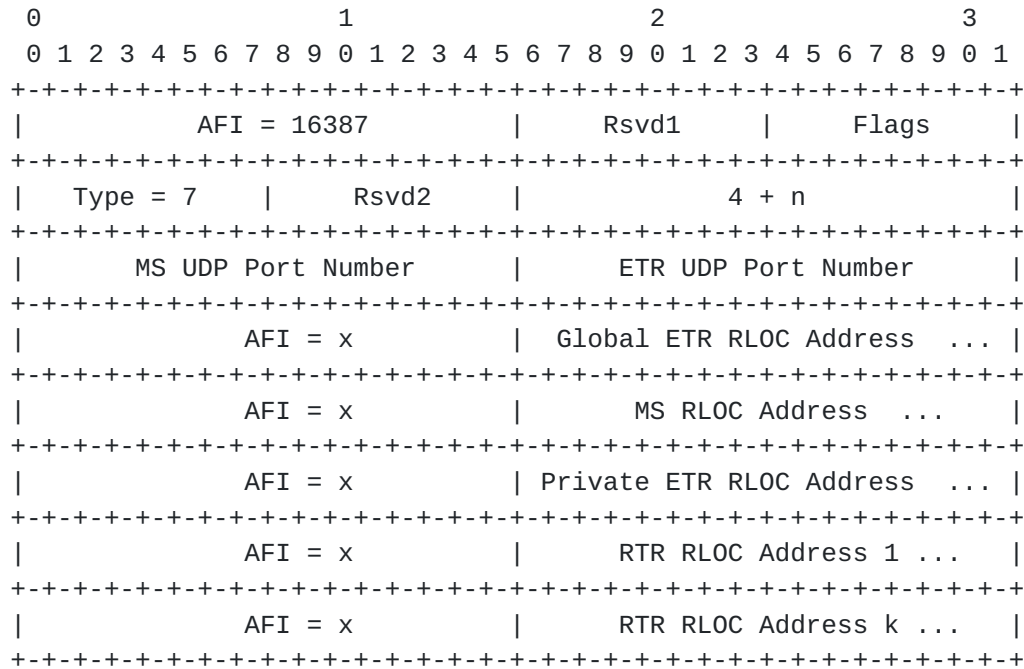 0                   1                   2                   3
0 1 2 3 4 5 6 7 8 9 0 1 2 3 4 5 6 7 8 9 0 1 2 3 4 5 6 7 8 9 0 1
+-+-+-+-+-+-+-+-+-+-+-+-+-+-+-+-+-+-+-+-+-+-+-+-+-+-+-+-+-+-+-+-+
|           AFI = 16387         |     Rsvd1     |     Flags     |
+-+-+-+-+-+-+-+-+-+-+-+-+-+-+-+-+-+-+-+-+-+-+-+-+-+-+-+-+-+-+-+-+
|   Type = 7    |     Rsvd2     |             4 + n             |
+-+-+-+-+-+-+-+-+-+-+-+-+-+-+-+-+-+-+-+-+-+-+-+-+-+-+-+-+-+-+-+-+
|       MS UDP Port Number      |      ETR UDP Port Number      |
+-+-+-+-+-+-+-+-+-+-+-+-+-+-+-+-+-+-+-+-+-+-+-+-+-+-+-+-+-+-+-+-+
|              AFI = x          |  Global ETR RLOC Address  ... |
+-+-+-+-+-+-+-+-+-+-+-+-+-+-+-+-+-+-+-+-+-+-+-+-+-+-+-+-+-+-+-+-+
|              AFI = x          |       MS RLOC Address  ...    |
+-+-+-+-+-+-+-+-+-+-+-+-+-+-+-+-+-+-+-+-+-+-+-+-+-+-+-+-+-+-+-+-+
|              AFI = x          | Private ETR RLOC Address  ... |
+-+-+-+-+-+-+-+-+-+-+-+-+-+-+-+-+-+-+-+-+-+-+-+-+-+-+-+-+-+-+-+-+
|              AFI = x          |      RTR RLOC Address 1 ...   |
+-+-+-+-+-+-+-+-+-+-+-+-+-+-+-+-+-+-+-+-+-+-+-+-+-+-+-+-+-+-+-+-+
|              AFI = x          |      RTR RLOC Address k ...   |
+-+-+-+-+-+-+-+-+-+-+-+-+-+-+-+-+-+-+-+-+-+-+-+-+-+-+-+-+-+-+-+-+